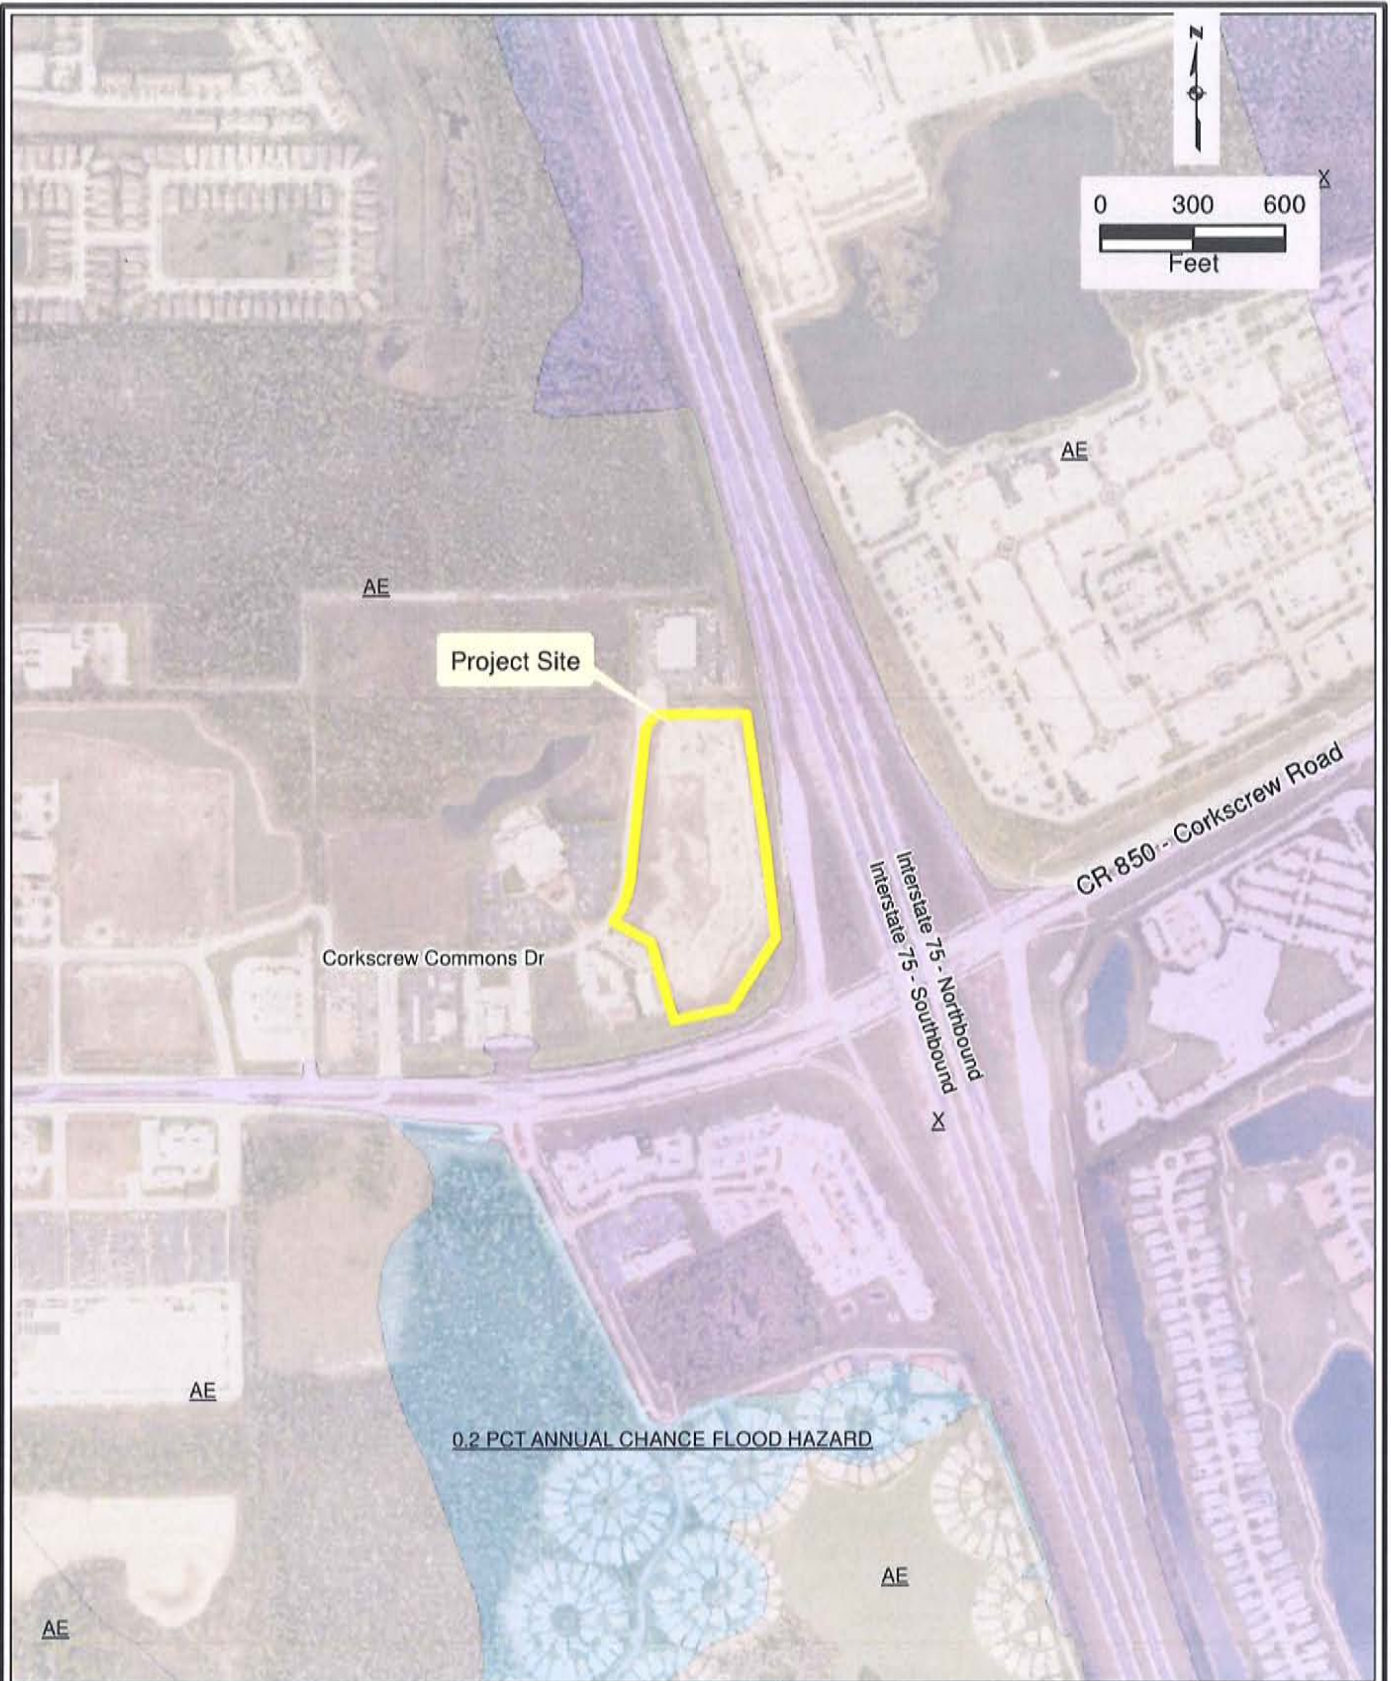 N
X
0 300 600
Feet
AE
AE
Project Site
CR 850 - Corkscrew Road
Interstate 75 - Northbound
Interstate 75 - Southbound
Corkscrew Commons Dr
X
AE
0.2 PCT ANNUAL CHANCE FLOOD HAZARD
AE
AE